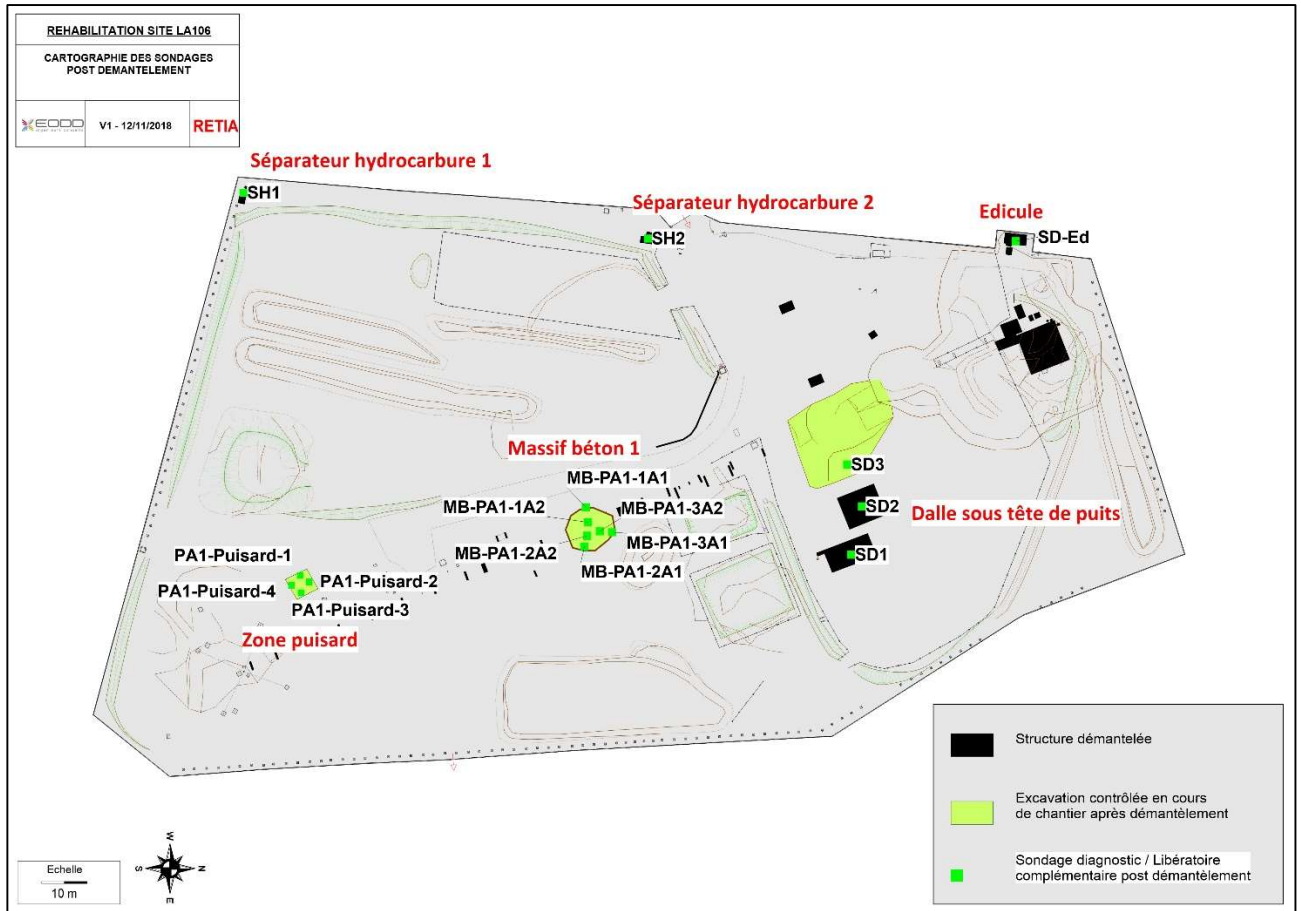 REHABILITATION SITE LA106
CARTOGRAPHIE DES SONDAGES
POST DEMANTELEMENT
EODD
V1 - 12/11/2018
RETIA
Séparateur hydrocarbure 1
SH1
Séparateur hydrocarbure 2
SH2
Edicule
SD-Ed
Massif béton 1
MB-PA1-1A1
MB-PA1-1A2
MB-PA1-3A2
MB-PA1-3A1
MB-PA1-2A2
MB-PA1-2A1
SD3
SD2
Dalle sous tête de puits
SD1
PA1-Puisard-1
PA1-Puisard-2
PA1-Puisard-4
PA1-Puisard-3
Zone puisard
Structure démantelée
Excavation contrôlée en cours
de chantier après démantèlement
Sondage diagnostic / Libératoire
complémentaire post démantèlement
Echelle
10 m
W
S
N
E